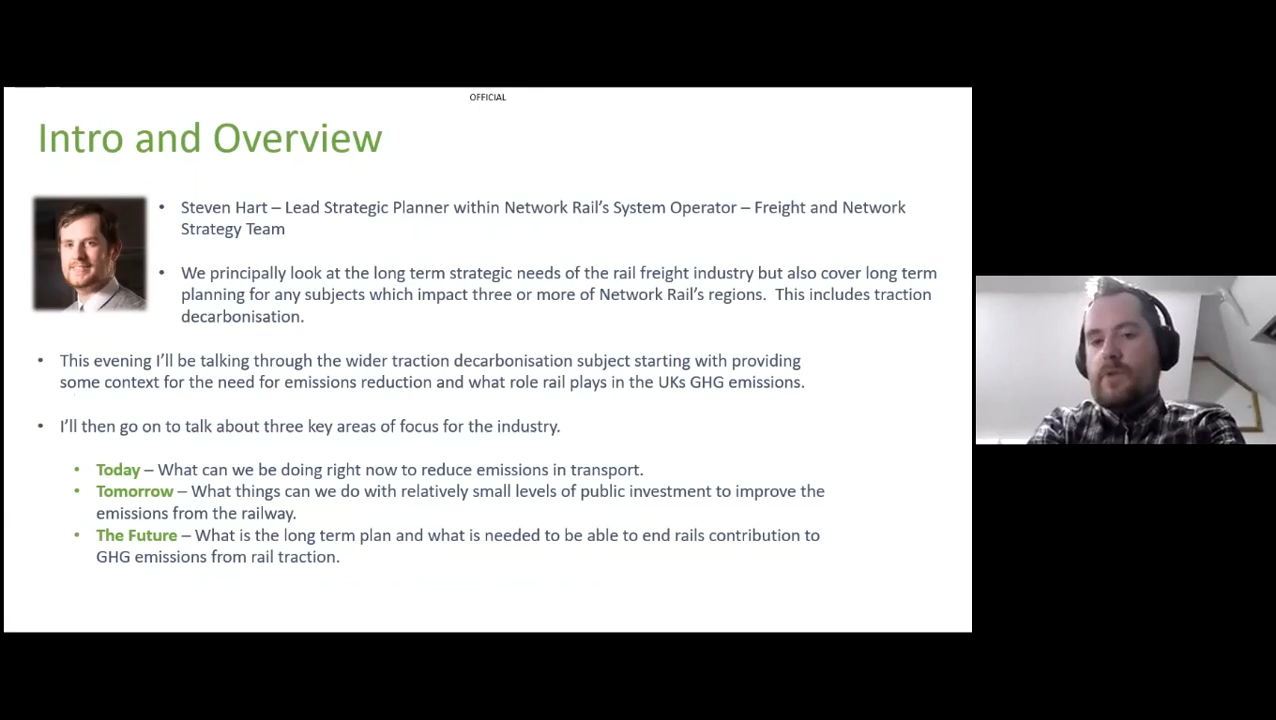 OFFICIAL
Intro and Overview
• Steven Hart – Lead Strategic Planner within Network Rail's System Operator – Freight and Network
Strategy Team
• We principally look at the long term strategic needs of the rail freight industry but also cover long term
planning for any subjects which impact three or more of Network Rail's regions.  This includes traction
decarbonisation.
• This evening I'll be talking through the wider traction decarbonisation subject starting with providing
some context for the need for emissions reduction and what role rail plays in the UKs GHG emissions.
• I'll then go on to talk about three key areas of focus for the industry.
• Today – What can we be doing right now to reduce emissions in transport.
• Tomorrow – What things can we do with relatively small levels of public investment to improve the
emissions from the railway.
• The Future – What is the long term plan and what is needed to be able to end rails contribution to
GHG emissions from rail traction.